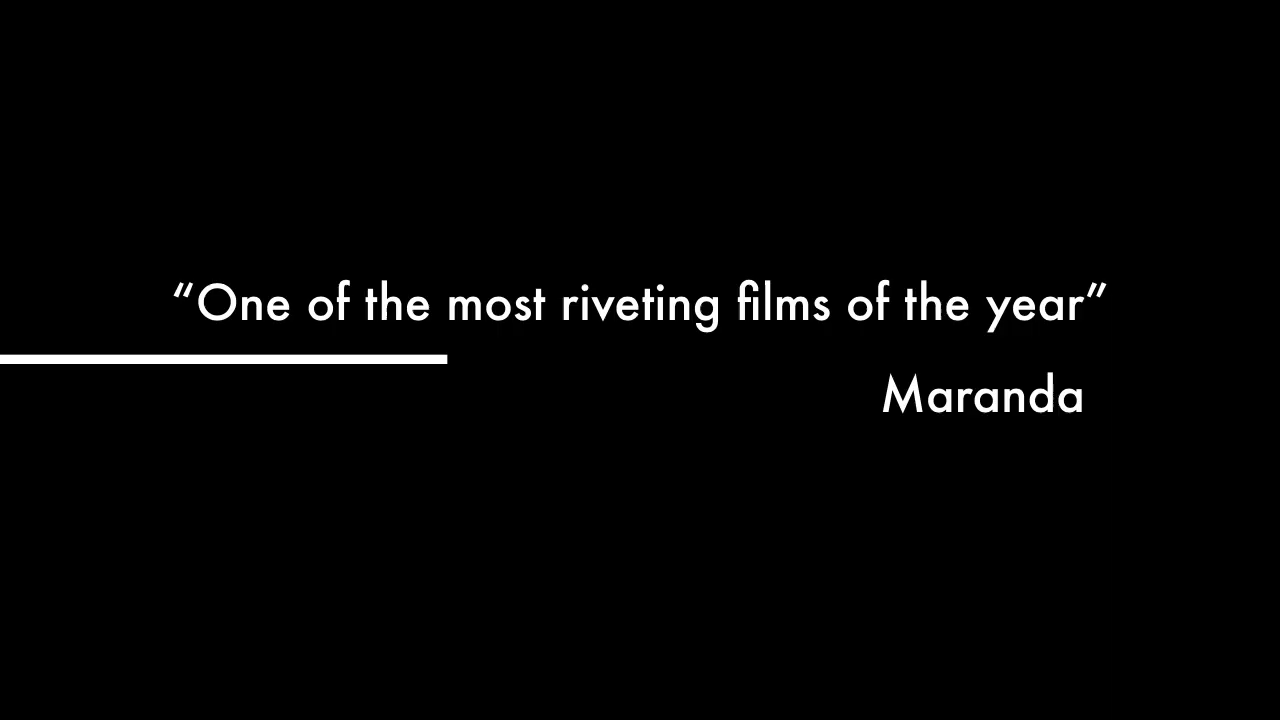 “One of the most riveting films of the year”
Maranda